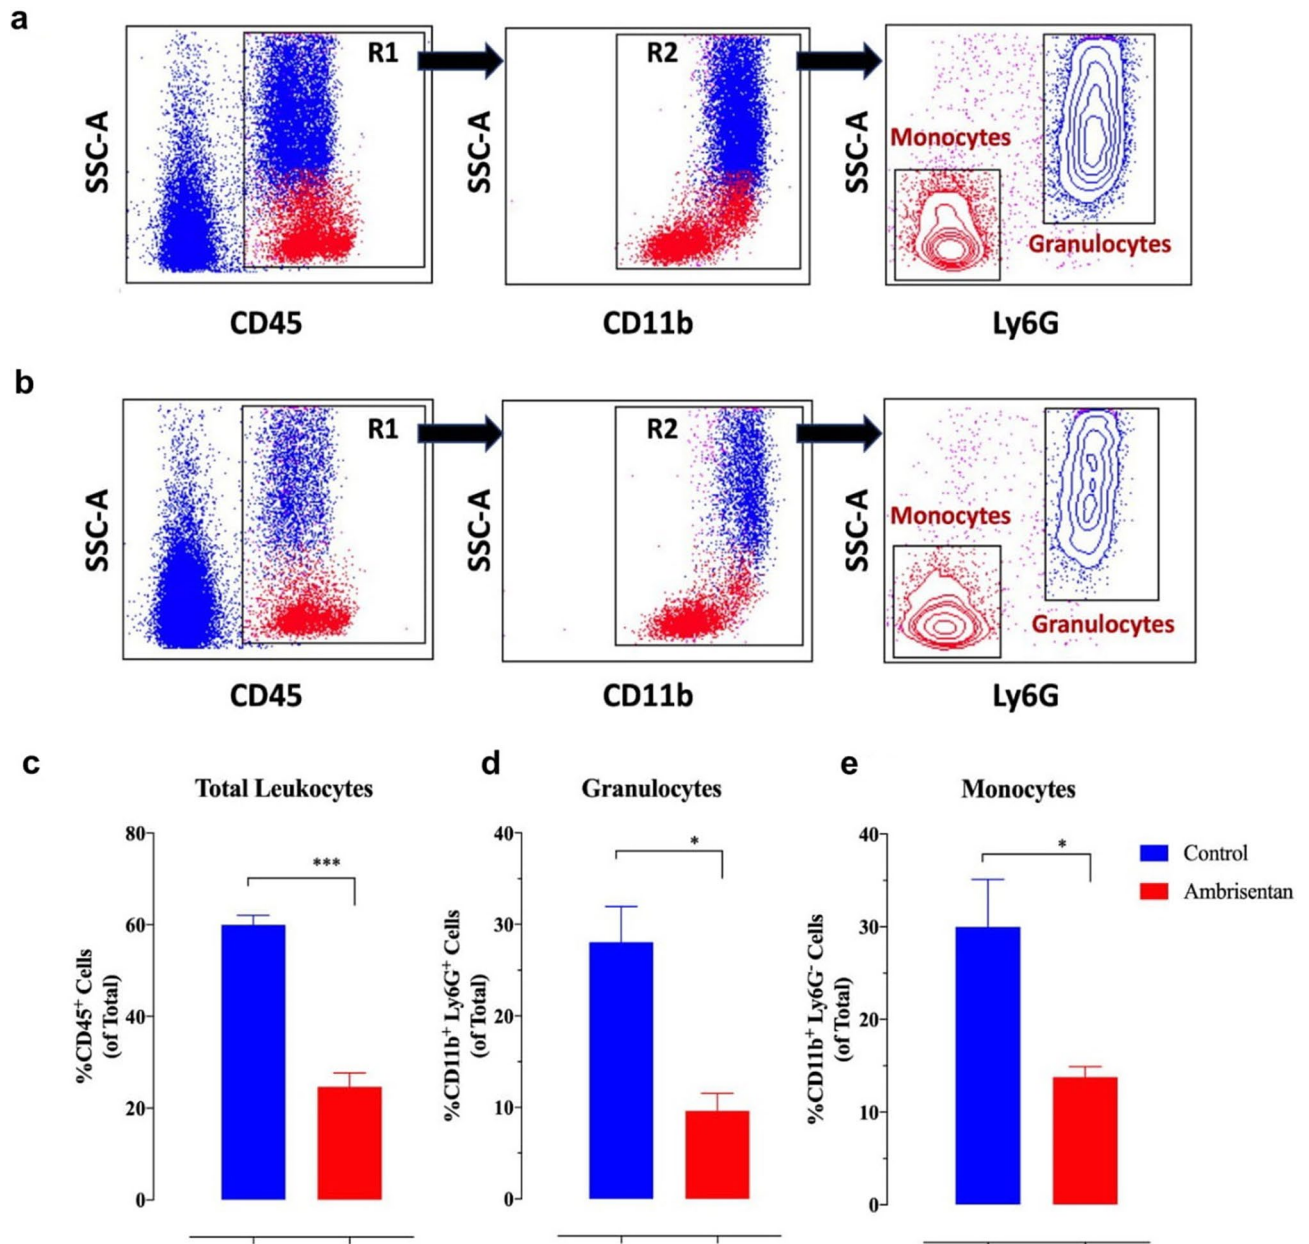 a
R1
R2
SSC-A
SSC-A
SSC-A
Monocytes
Granulocytes
CD45
CD11b
Ly6G
b
R1
R2
SSC-A
SSC-A
SSC-A
Monocytes
Granulocytes
CD45
CD11b
Ly6G
c
Total Leukocytes
%CD45⁺ Cells
(of Total)
80
60
40
20
0
***
d
Granulocytes
%CD11b⁺ Ly6G⁺ Cells
(of Total)
40
30
20
10
0
*
e
Monocytes
%CD11b⁺ Ly6G⁻ Cells
(of Total)
40
30
20
10
0
*
Control
Ambrisentan